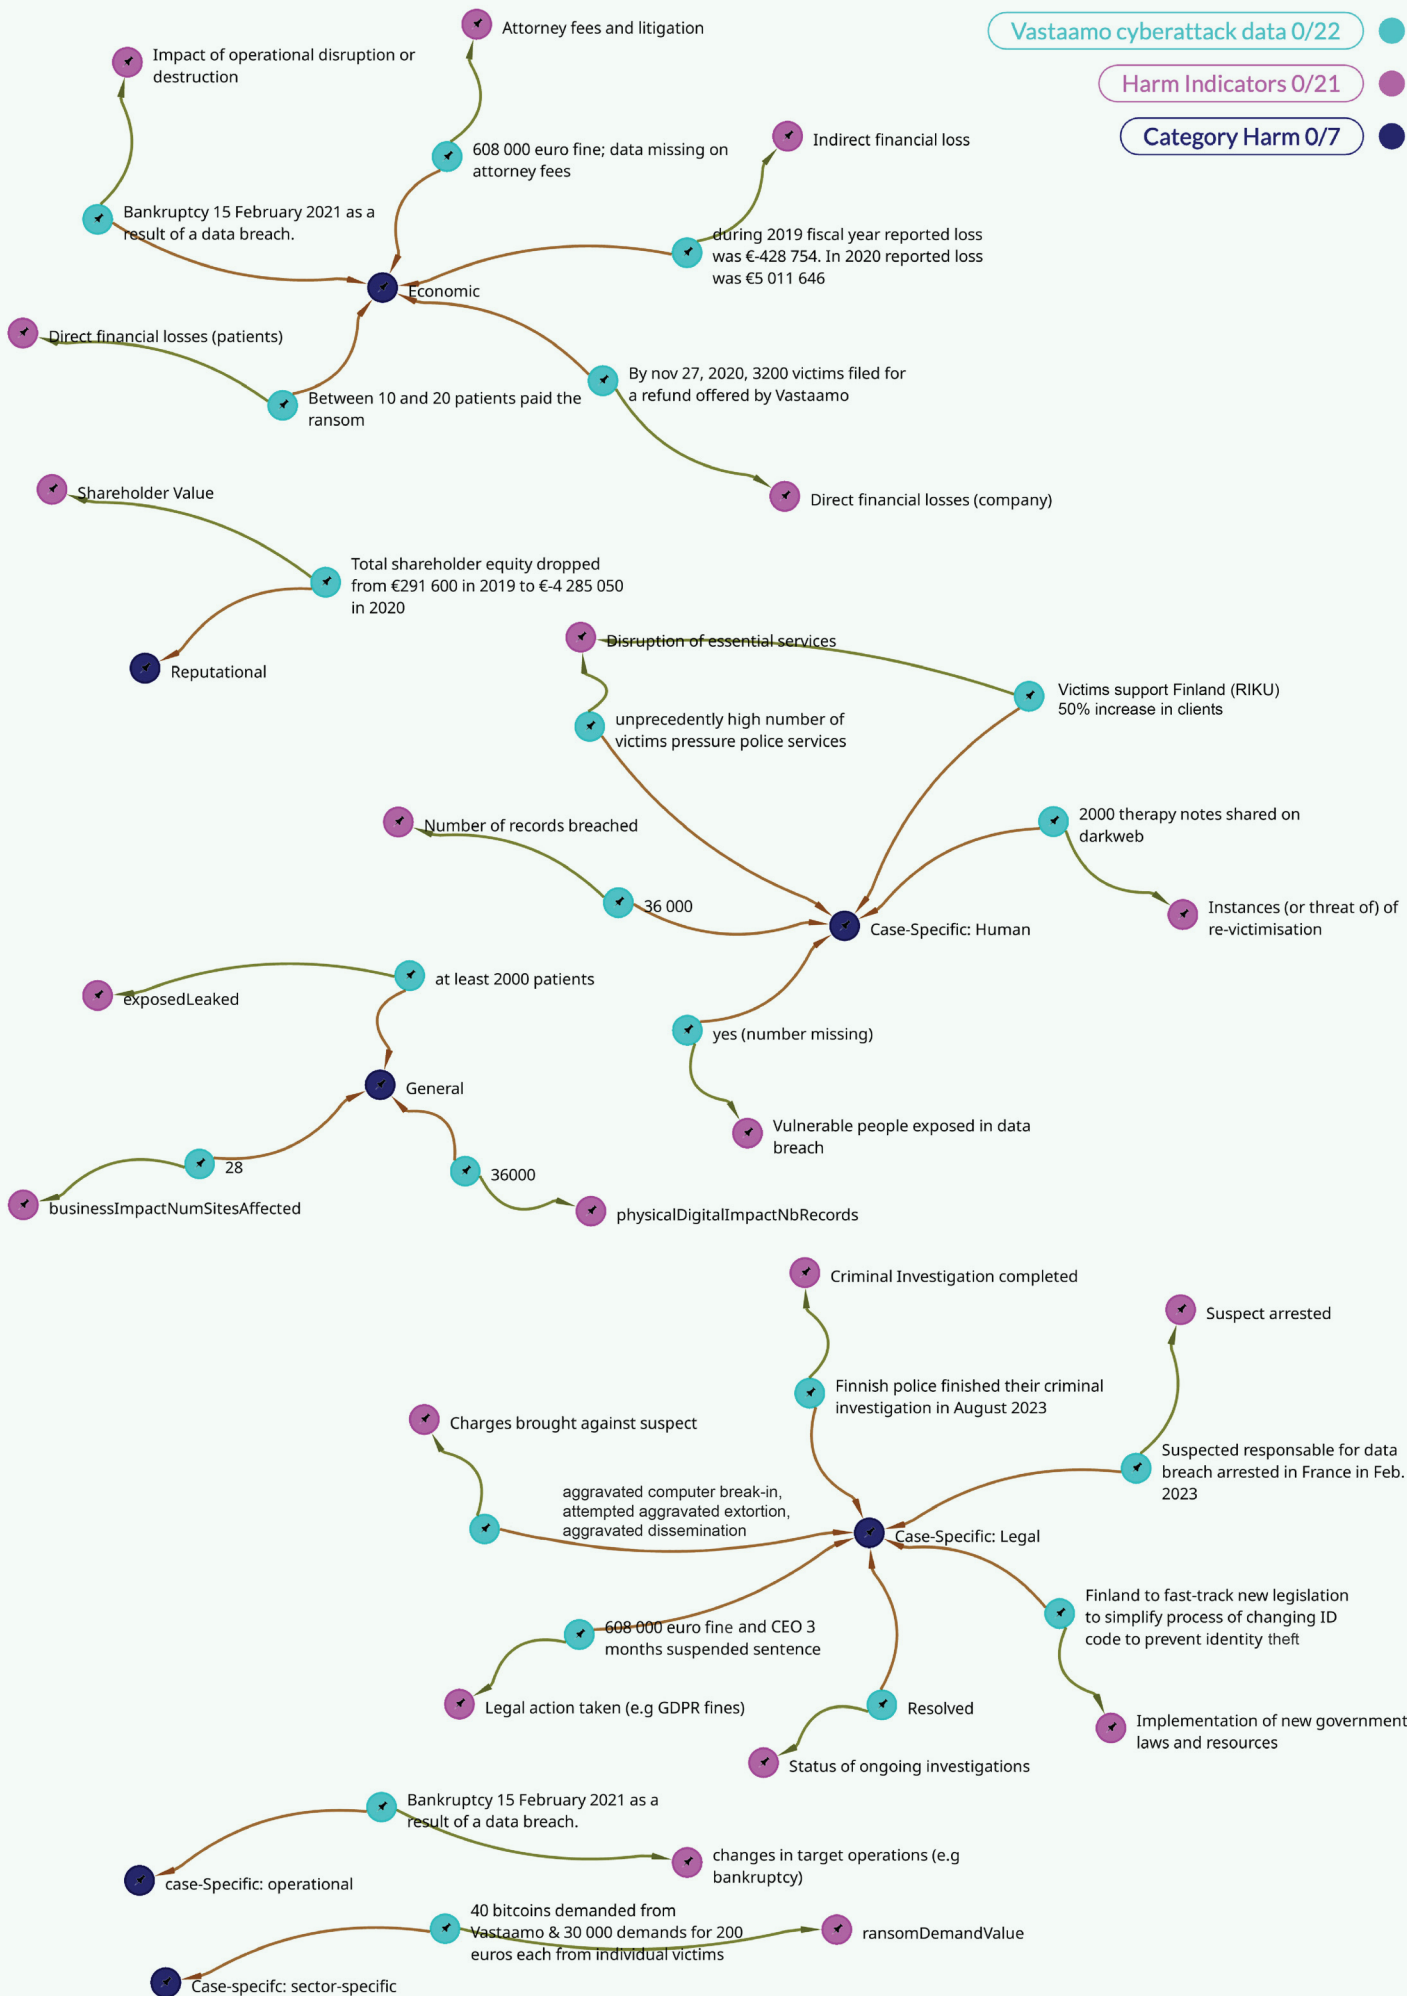 Vastaamo cyberattack data 0/22
Harm Indicators 0/21
Category Harm 0/7
Attorney fees and litigation
Impact of operational disruption or
destruction
608 000 euro fine; data missing on
attorney fees
Indirect financial loss
Bankruptcy 15 February 2021 as a
result of a data breach.
during 2019 fiscal year reported loss
was €-428 754. In 2020 reported loss
was €5 011 646
Economic
Direct financial losses (patients)
Between 10 and 20 patients paid the
ransom
By nov 27, 2020, 3200 victims filed for
a refund offered by Vastaamo
Direct financial losses (company)
Shareholder Value
Total shareholder equity dropped
from €291 600 in 2019 to €-4 285 050
in 2020
Reputational
Disruption of essential services
unprecedently high number of
victims pressure police services
Victims support Finland (RIKU)
50% increase in clients
Number of records breached
2000 therapy notes shared on
darkweb
36 000
Case-Specific: Human
Instances (or threat of) of
re-victimisation
at least 2000 patients
exposedLeaked
yes (number missing)
General
Vulnerable people exposed in data
breach
28
36000
businessImpactNumSitesAffected
physicalDigitalImpactNbRecords
Criminal Investigation completed
Suspect arrested
Finnish police finished their criminal
investigation in August 2023
Charges brought against suspect
Suspected responsable for data
breach arrested in France in Feb.
2023
aggravated computer break-in,
attempted aggravated extortion,
aggravated dissemination
Case-Specific: Legal
Finland to fast-track new legislation
to simplify process of changing ID
code to prevent identity theft
608 000 euro fine and CEO 3
months suspended sentence
Legal action taken (e.g GDPR fines)
Resolved
Implementation of new government
laws and resources
Status of ongoing investigations
Bankruptcy 15 February 2021 as a
result of a data breach.
changes in target operations (e.g
bankruptcy)
case-Specific: operational
40 bitcoins demanded from
Vastaamo & 30 000 demands for 200
euros each from individual victims
ransomDemandValue
Case-specifc: sector-specific